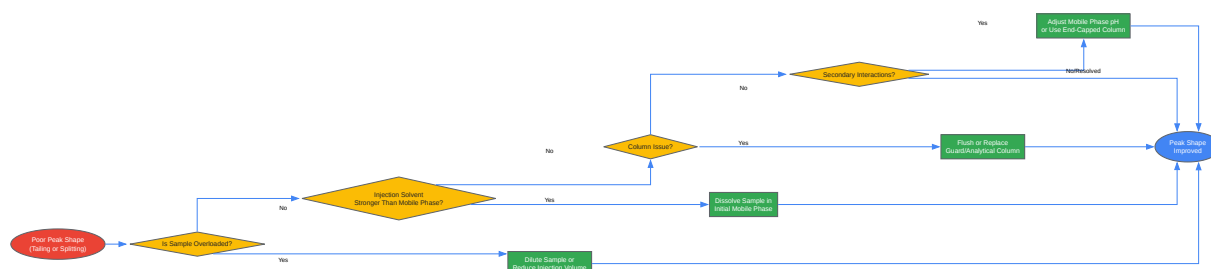 Poor Peak Shape
(Tailing or Splitting)
Is Sample Overloaded?
No
Yes
Injection Solvent
Stronger Than Mobile Phase?
No
Yes
Dilute Sample or
Reduce Injection Volume
Column Issue?
No
Yes
Dissolve Sample in
Initial Mobile Phase
Secondary Interactions?
Yes
No/Resolved
Flush or Replace
Guard/Analytical Column
Adjust Mobile Phase pH
or Use End-Capped Column
Peak Shape
Improved